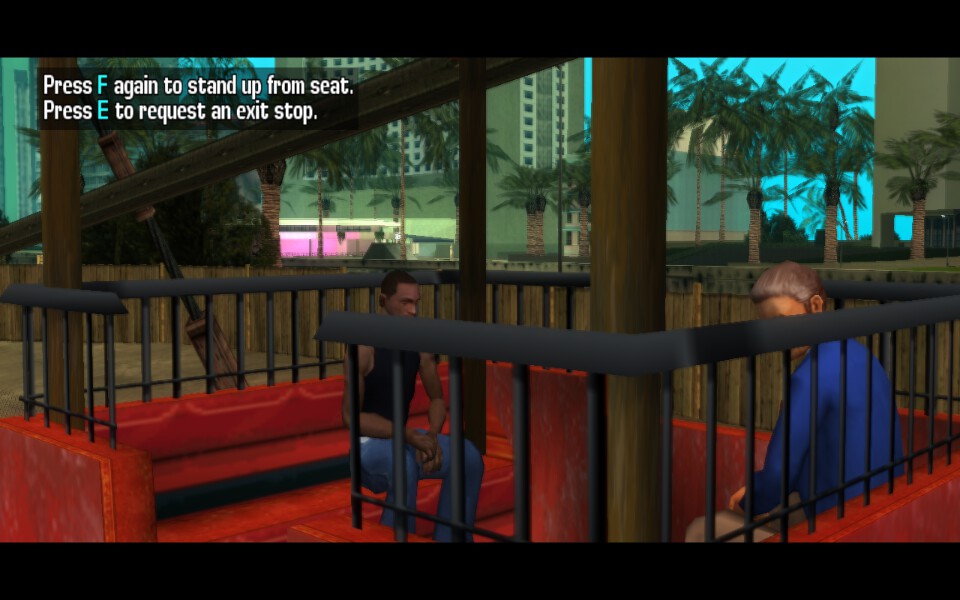 Press F again to stand up from seat.
Press E to request an exit stop.